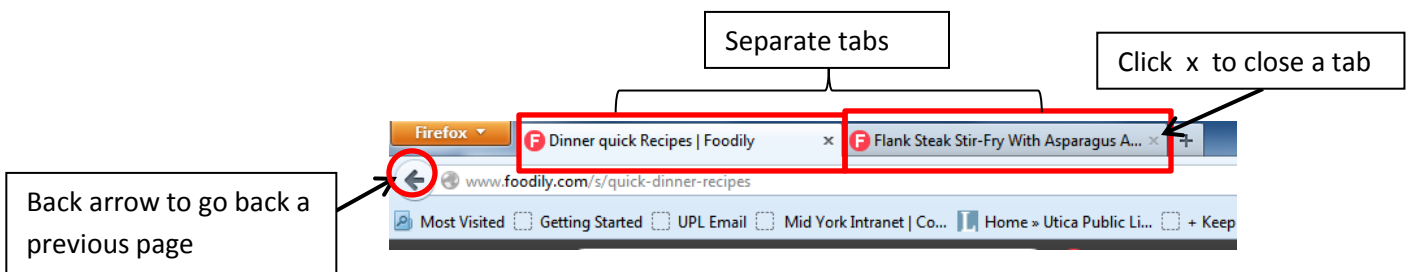 Separate tabs
Click x to close a tab
Firefox
Dinner quick Recipes | Foodily
×
Flank Steak Stir-Fry With Asparagus A...
×
+
www.foodily.com/s/quick-dinner-recipes
Back arrow to go back a
previous page
Most Visited
Getting Started
UPL Email
Mid York Intranet | Co...
Home » Utica Public Li...
+ Keep